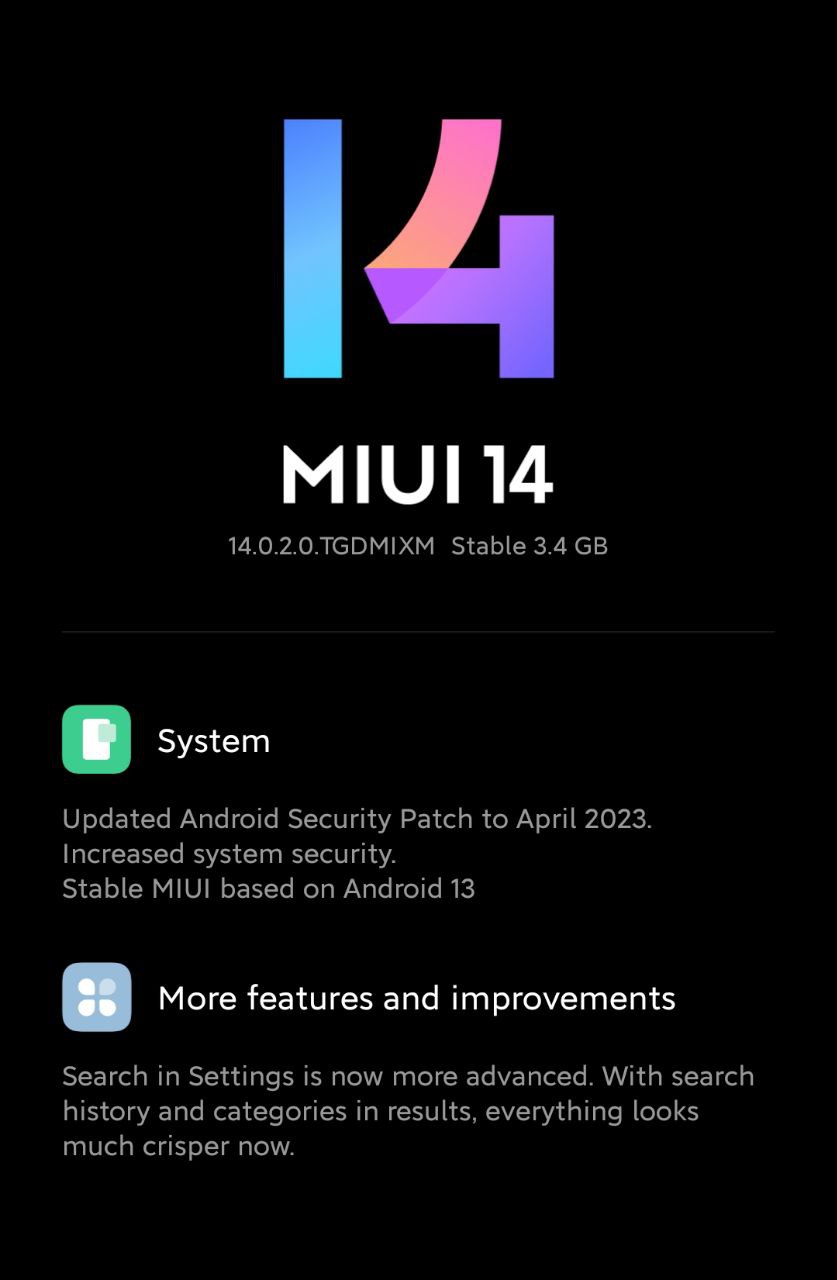 14
MIUI 14
14.0.2.0.TGDMIXM Stable 3.4 GB
System
Updated Android Security Patch to April 2023.
Increased system security.
Stable MIUI based on Android 13
More features and improvements
Search in Settings is now more advanced. With search
history and categories in results, everything looks
much crisper now.